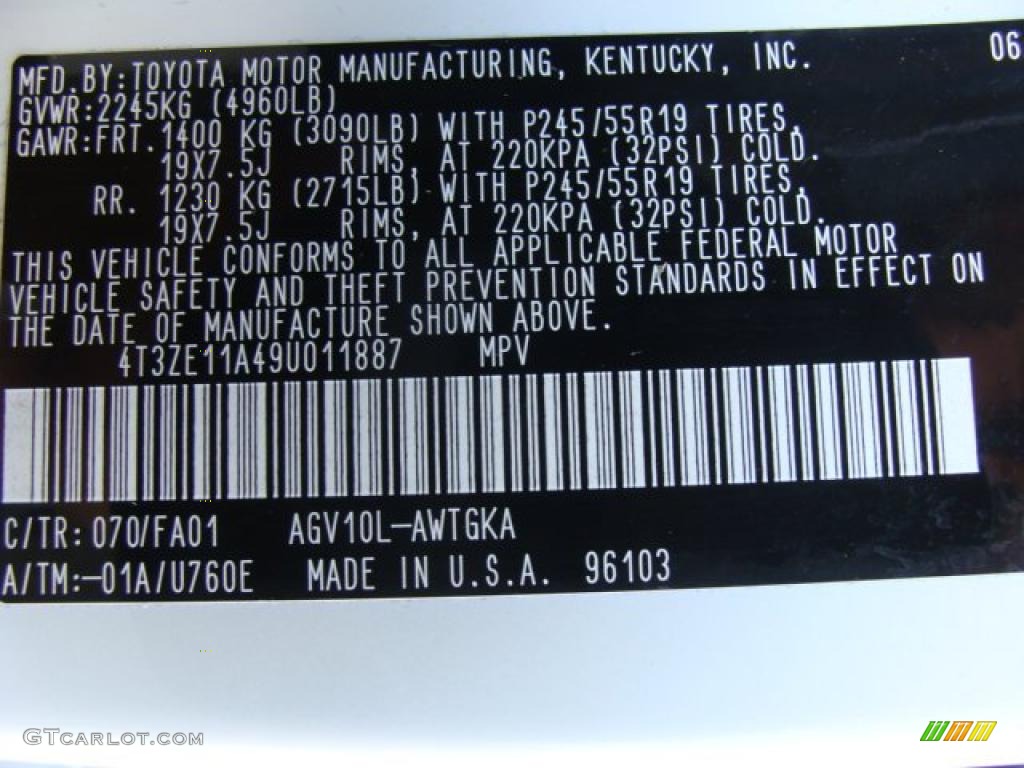 MFD.BY:TOYOTA MOTOR MANUFACTURING, KENTUCKY, INC. 06
GVWR:2245KG (4960LB)
GAWR:FRT. 1400 KG (3090LB) WITH P245/55R19 TIRES,
19X7.5J RIMS, AT 220KPA (32PSI) COLD.
RR. 1230 KG (2715LB) WITH P245/55R19 TIRES,
19X7.5J RIMS, AT 220KPA (32PSI) COLD.
THIS VEHICLE CONFORMS TO ALL APPLICABLE FEDERAL MOTOR
VEHICLE SAFETY AND THEFT PREVENTION STANDARDS IN EFFECT ON
THE DATE OF MANUFACTURE SHOWN ABOVE.
4T3ZE11A49U011887 MPV
C/TR:070/FA01 AGV10L-AWTGKA
A/TM:-01A/U760E MADE IN U.S.A. 96103
GTCARLOT.COM